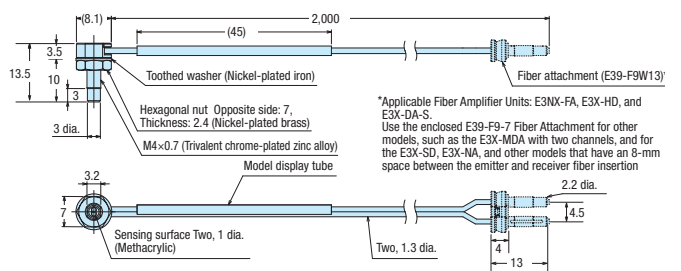 (8.1)
2,000
(45)
3.5
13.5
10
3
3 dia.
Toothed washer (Nickel-plated iron)
Fiber attachment (E39-F9W13)*
Hexagonal nut Opposite side: 7,
Thickness: 2.4 (Nickel-plated brass)
M4×0.7 (Trivalent chrome-plated zinc alloy)
*Applicable Fiber Amplifier Units: E3NX-FA, E3X-HD, and
E3X-DA-S.
Use the enclosed E39-F9-7 Fiber Attachment for other
models, such as the E3X-MDA with two channels, and for
the E3X-SD, E3X-NA, and other models that have an 8-mm
space between the emitter and receiver fiber insertion
Model display tube
3.2
7
2.2 dia.
4.5
Sensing surface Two, 1 dia.
(Methacrylic)
Two, 1.3 dia.
4
13